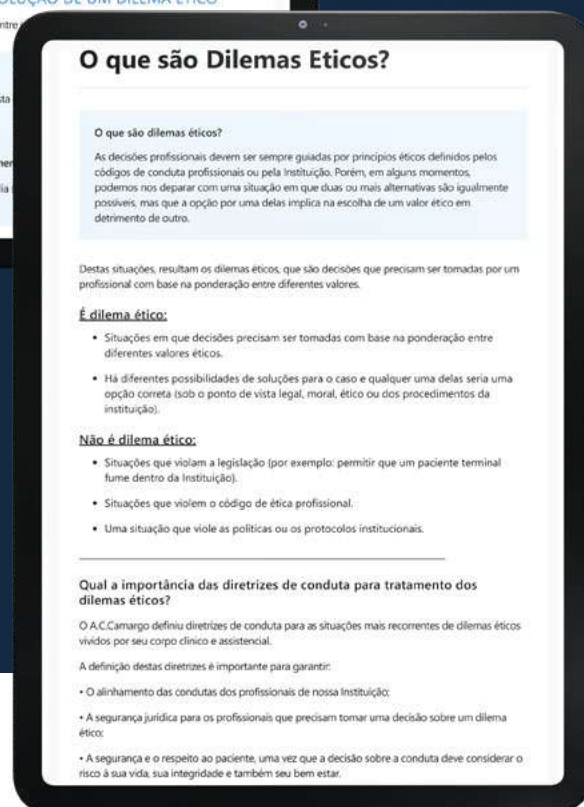 SOLUÇÃO DE UM DILEMA ÉTICO
O que são Dilemas Eticos?
O que são dilemas éticos?
As decisões profissionais devem ser sempre guiadas por princípios éticos definidos pelos
códigos de conduta profissionais ou pela Instituição. Porém, em alguns momentos,
podemos nos deparar com uma situação em que duas ou mais alternativas são igualmente
possíveis, mas que a opção por uma delas implica na escolha de um valor ético em
detrimento de outro.
Destas situações, resultam os dilemas éticos, que são decisões que precisam ser tomadas por um
profissional com base na ponderação entre diferentes valores.
É dilema ético:
• Situações em que decisões precisam ser tomadas com base na ponderação entre
diferentes valores éticos.
• Há diferentes possibilidades de soluções para o caso e qualquer uma delas seria uma
opção correta (sob o ponto de vista legal, moral, ético ou dos procedimentos da
instituição).
Não é dilema ético:
• Situações que violam a legislação (por exemplo: permitir que um paciente terminal
fume dentro da Instituição).
• Situações que violem o código de ética profissional.
• Uma situação que viole as políticas ou os protocolos institucionais.
Qual a importância das diretrizes de conduta para tratamento dos
dilemas éticos?
O A.C.Camargo definiu diretrizes de conduta para as situações mais recorrentes de dilemas éticos
vividos por seu corpo clínico e assistencial.
A definição destas diretrizes é importante para garantir:
• O alinhamento das condutas dos profissionais de nossa Instituição;
• A segurança jurídica para os profissionais que precisam tomar uma decisão sobre um dilema
ético;
• A segurança e o respeito ao paciente, uma vez que a decisão sobre a conduta deve considerar o
risco à sua vida, sua integridade e também seu bem estar.